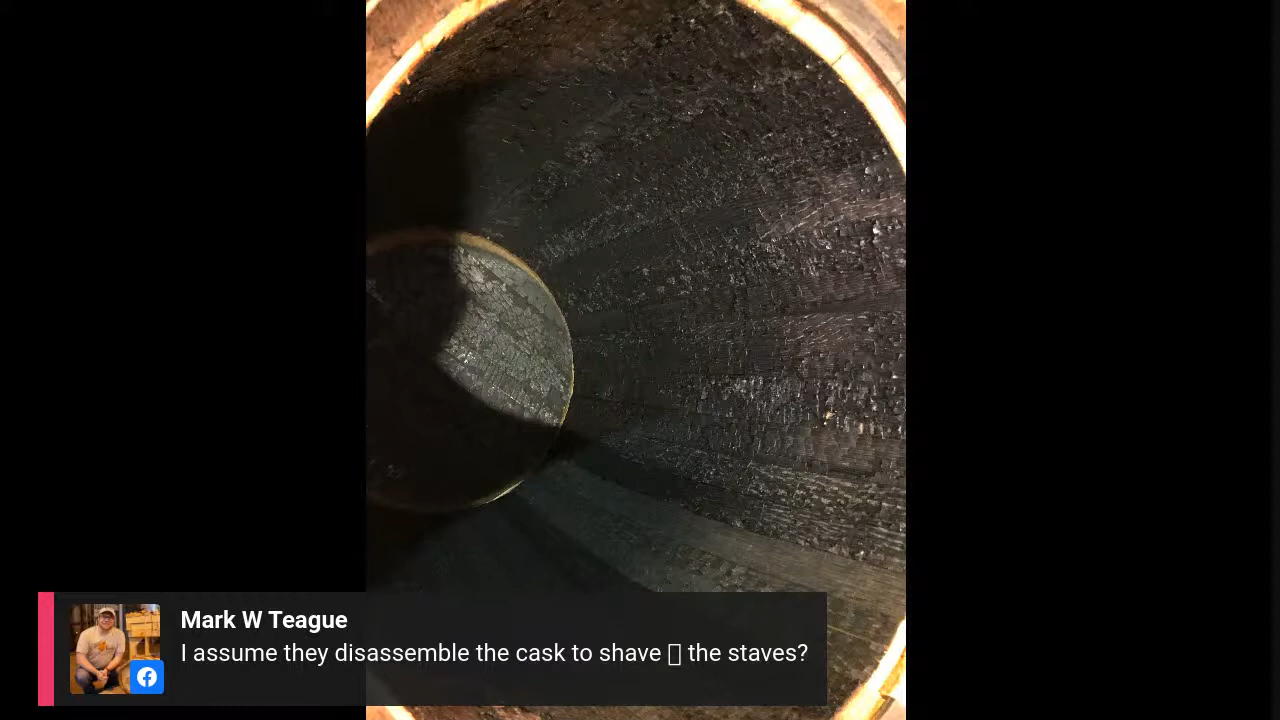 Mark W Teague
I assume they disassemble the cask to shave ▯ the staves?